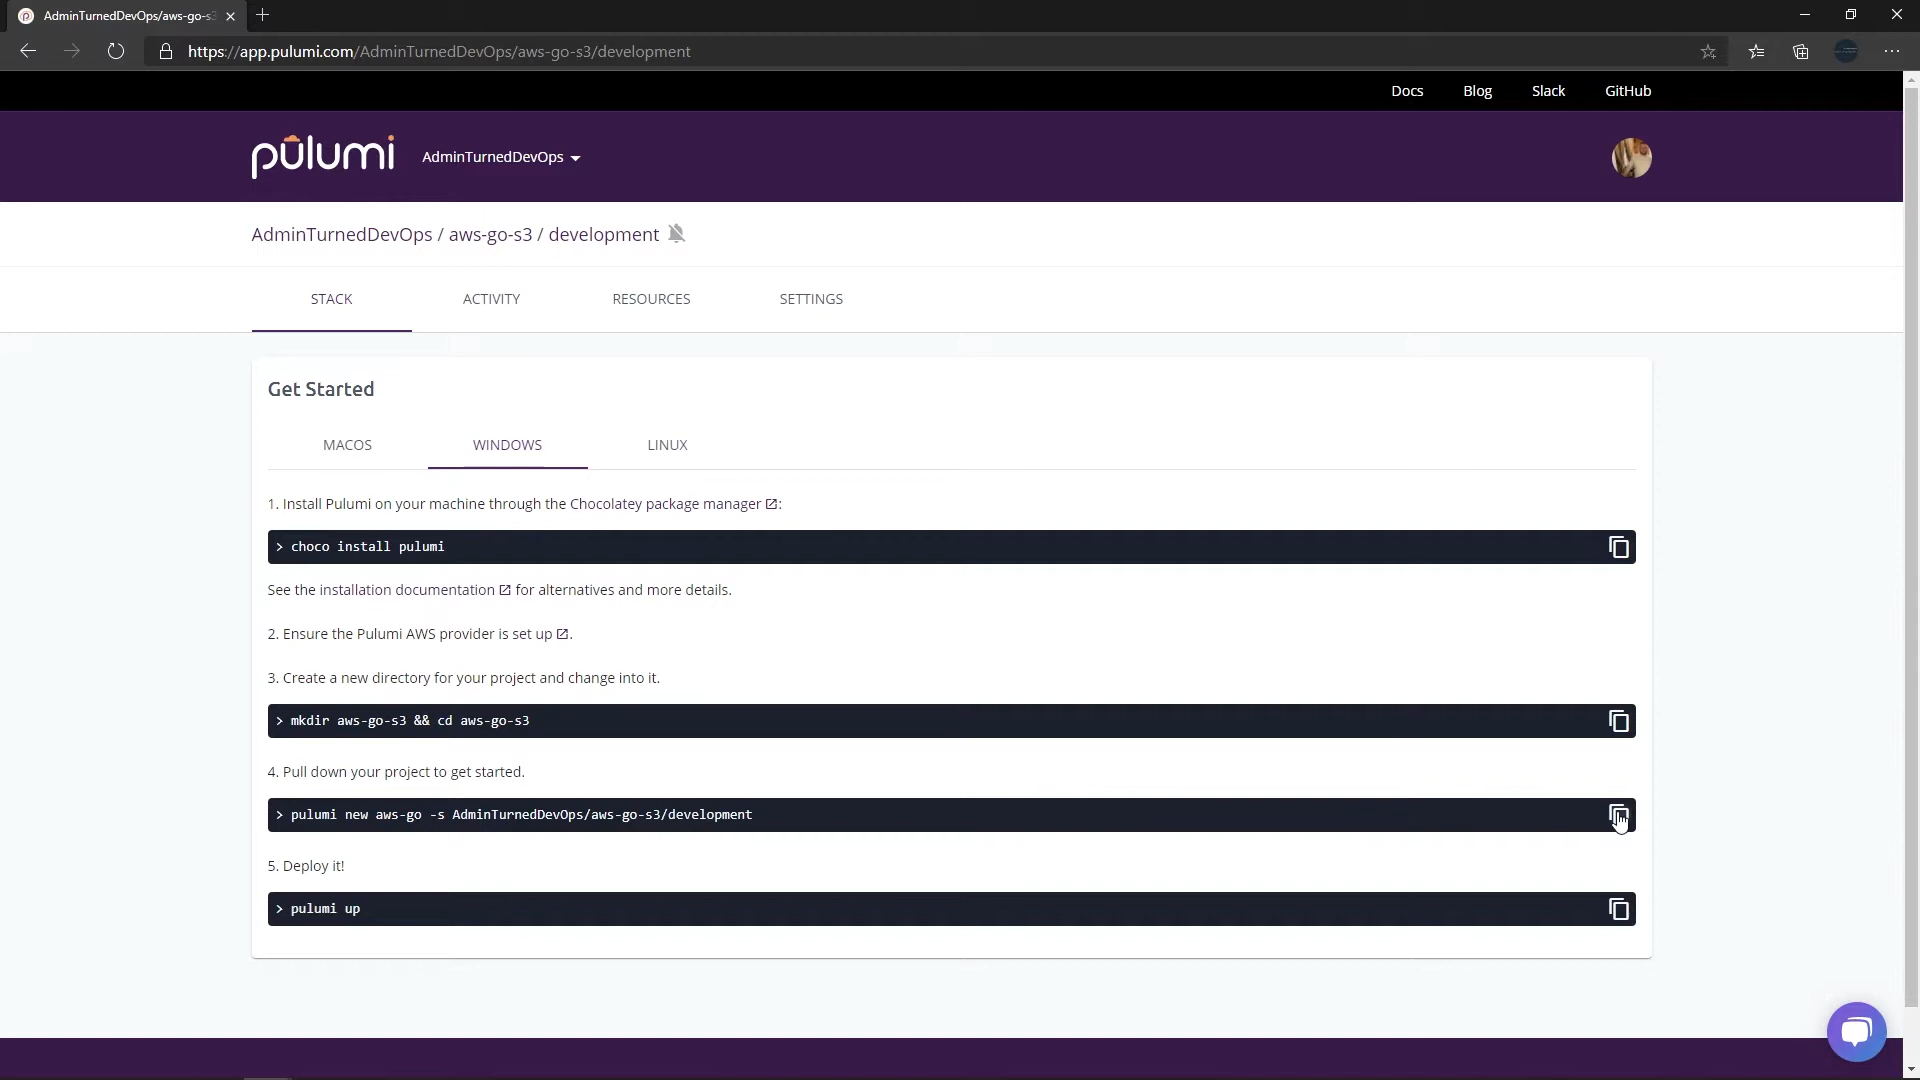 AdminTurnedDevOps/aws-go-s3
https://app.pulumi.com/AdminTurnedDevOps/aws-go-s3/development
Docs
Blog
Slack
GitHub
pulumi
AdminTurnedDevOps
AdminTurnedDevOps / aws-go-s3 / development
STACK
ACTIVITY
RESOURCES
SETTINGS
Get Started
MACOS
WINDOWS
LINUX
1. Install Pulumi on your machine through the Chocolatey package manager :
> choco install pulumi
See the installation documentation for alternatives and more details.
2. Ensure the Pulumi AWS provider is set up .
3. Create a new directory for your project and change into it.
> mkdir aws-go-s3 && cd aws-go-s3
4. Pull down your project to get started.
> pulumi new aws-go -s AdminTurnedDevOps/aws-go-s3/development
5. Deploy it!
> pulumi up